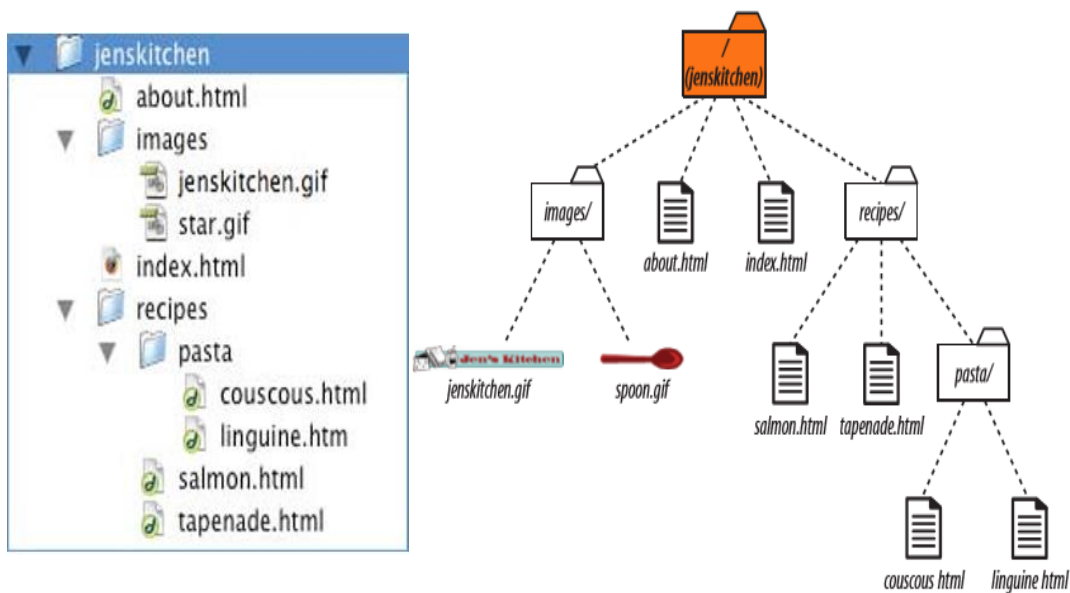 jenskitchen
about.html
images
jenskitchen.gif
star.gif
index.html
recipes
pasta
couscous.html
linguine.htm
salmon.html
tapenade.html
/
(jenskitchen)
images/
about.html
index.html
recipes/
Jen's Kitchen
jenskitchen.gif
spoon.gif
salmon.html
tapenade.html
pasta/
couscous html
linguine html